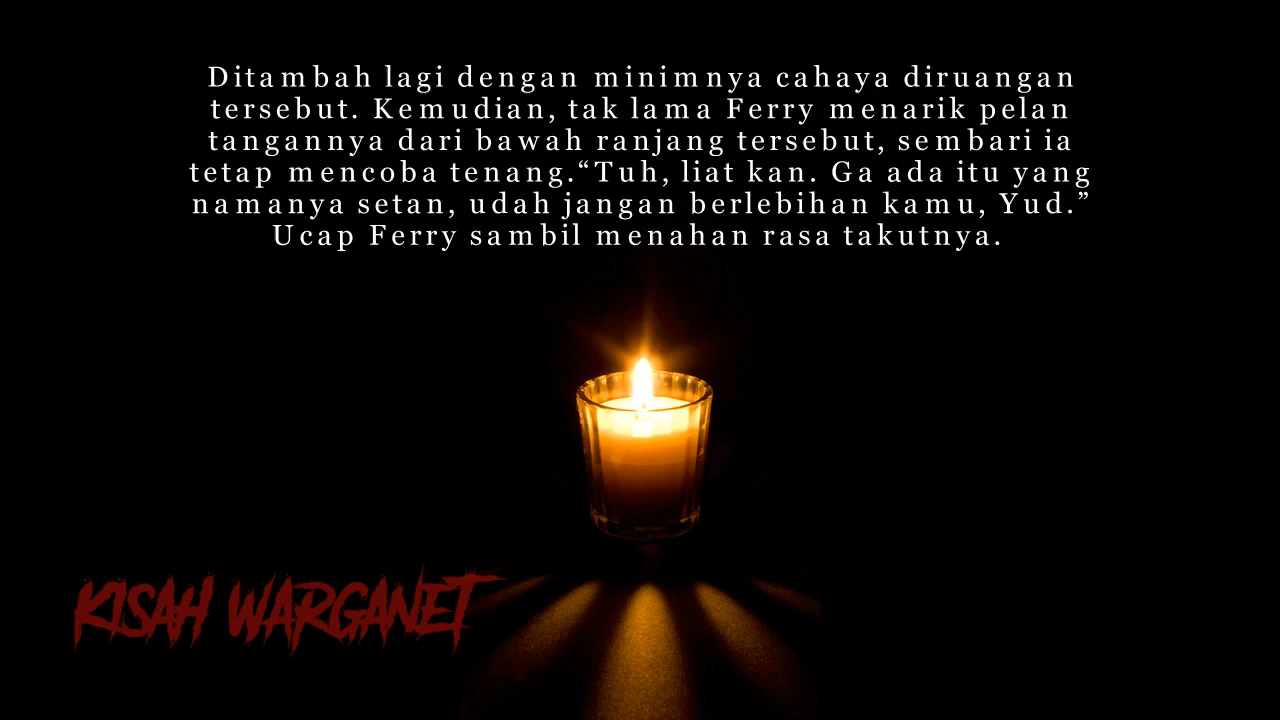 Ditambah lagi dengan minimnya cahaya diruangan
tersebut. Kemudian, tak lama Ferry menarik pelan
tangannya dari bawah ranjang tersebut, sembari ia
tetap mencoba tenang.“Tuh, liat kan. Ga ada itu yang
namanya setan, udah jangan berlebihan kamu, Yud.”
Ucap Ferry sambil menahan rasa takutnya.
KISAH WARGANET